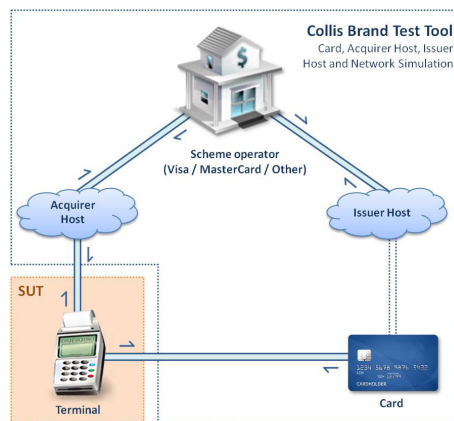 Collis Brand Test Tool
Card, Acquirer Host, Issuer
Host and Network Simulation
$
Scheme operator
(Visa / MasterCard / Other)
Acquirer
Host
Issuer Host
SUT
Terminal
Card
CARDHOLDER